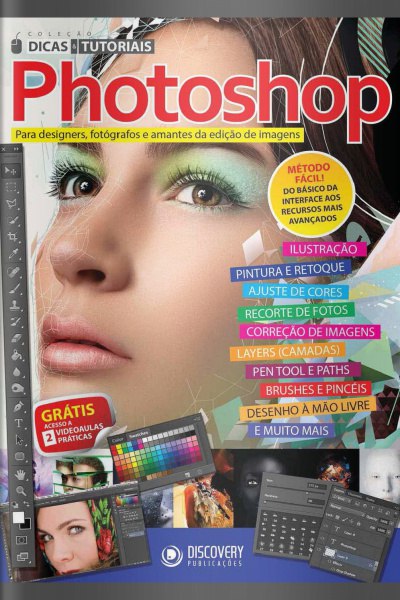 COLEÇÃO
DICAS & TUTORIAIS
Photoshop
Para designers, fotógrafos e amantes da edição de imagens
MÉTODO
FÁCIL!
DO BÁSICO DA
INTERFACE AOS
RECURSOS MAIS
AVANÇADOS
ILUSTRAÇÃO
PINTURA E RETOQUE
AJUSTE DE CORES
RECORTE DE FOTOS
CORREÇÃO DE IMAGENS
LAYERS (CAMADAS)
PEN TOOL E PATHS
BRUSHES E PINCÉIS
DESENHO À MÃO LIVRE
E MUITO MAIS
GRÁTIS
ACESSO A
2 VIDEOAULAS
PRÁTICAS
Color
Swatches
DISCOVERY
PUBLICAÇÕES